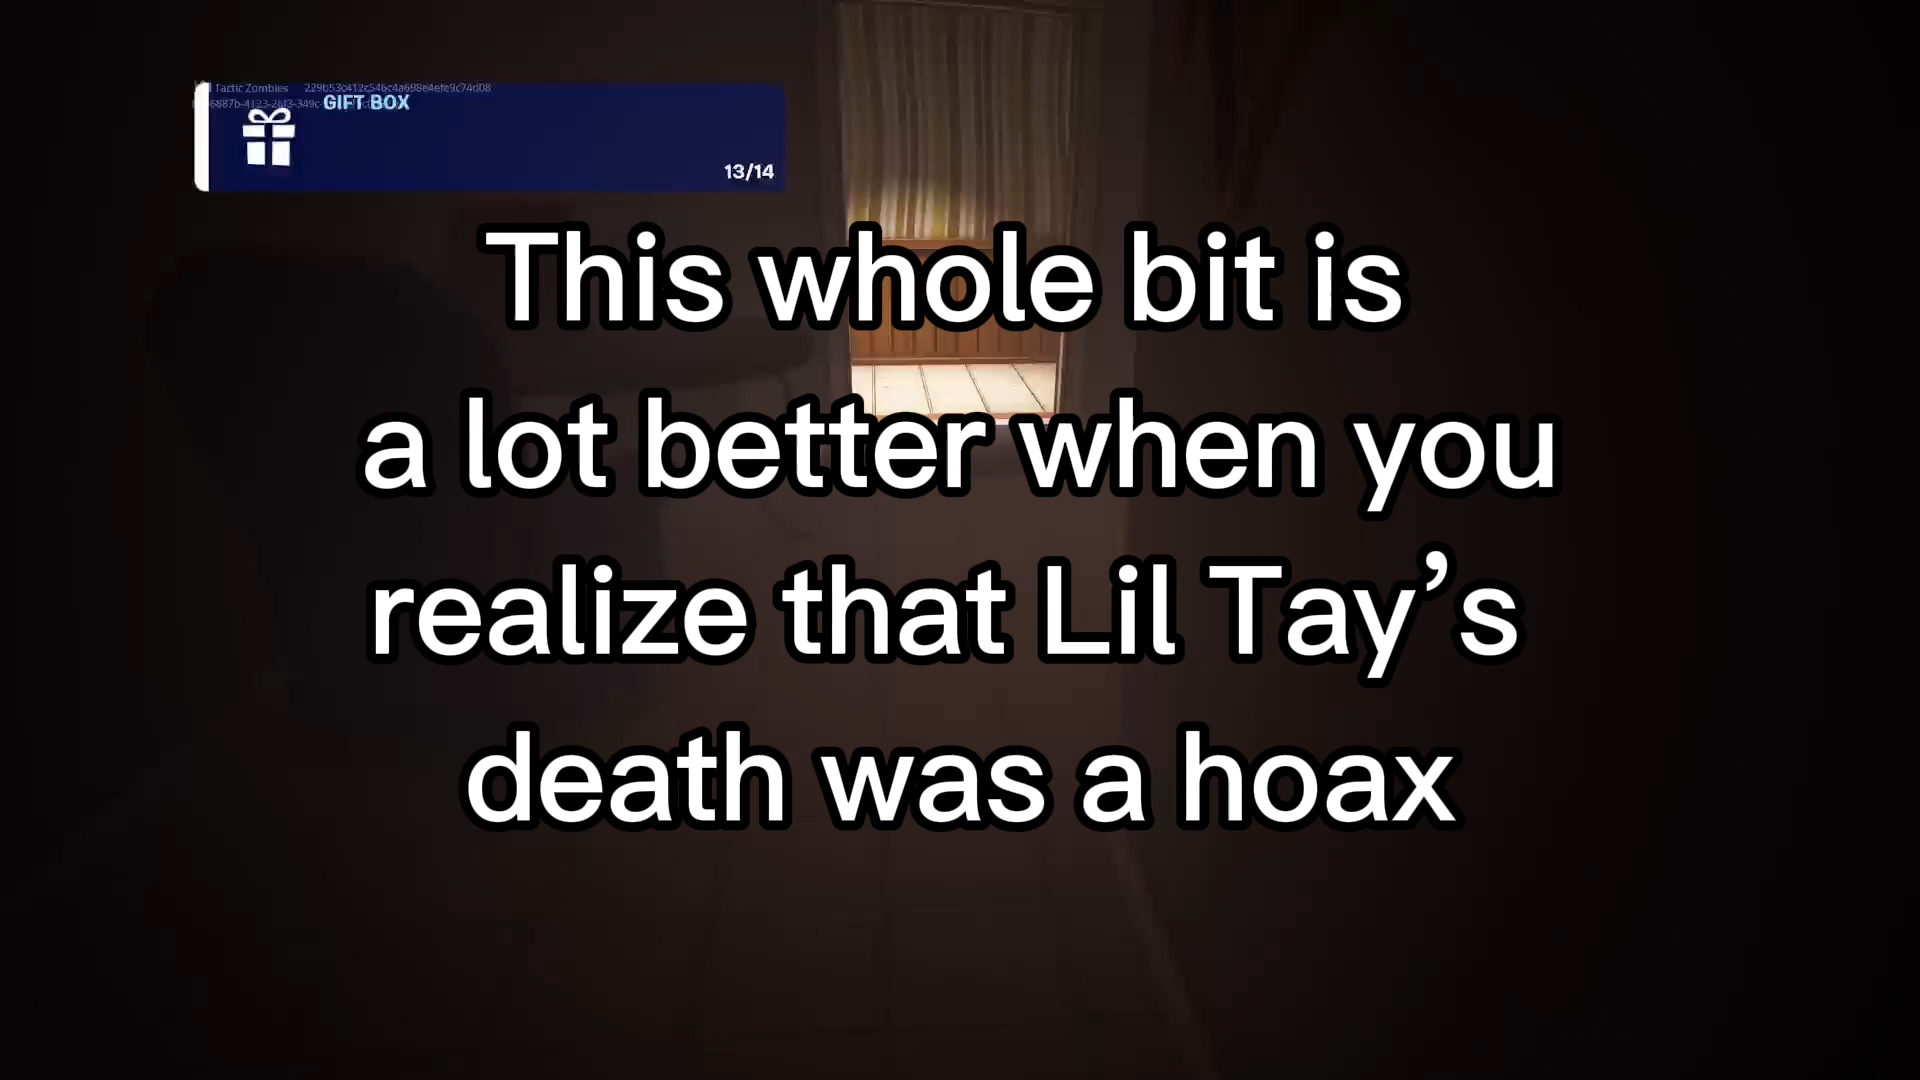 Tactic Zombies
GIFT BOX
13/14
This whole bit is
a lot better when you
realize that Lil Tay’s
death was a hoax